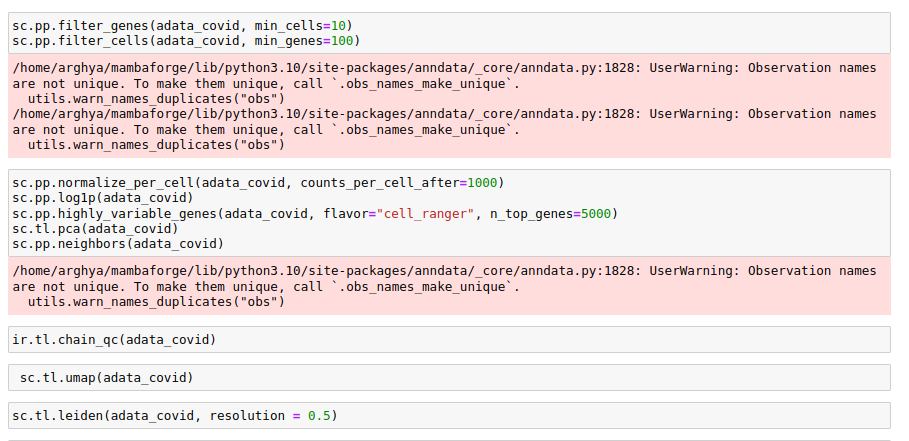 sc.pp.filter_genes(adata_covid, min_cells=10)
sc.pp.filter_cells(adata_covid, min_genes=100)
/home/arghya/mambaforge/lib/python3.10/site-packages/anndata/_core/anndata.py:1828: UserWarning: Observation names
are not unique. To make them unique, call `.obs_names_make_unique`.
  utils.warn_names_duplicates("obs")
/home/arghya/mambaforge/lib/python3.10/site-packages/anndata/_core/anndata.py:1828: UserWarning: Observation names
are not unique. To make them unique, call `.obs_names_make_unique`.
  utils.warn_names_duplicates("obs")
sc.pp.normalize_per_cell(adata_covid, counts_per_cell_after=1000)
sc.pp.log1p(adata_covid)
sc.pp.highly_variable_genes(adata_covid, flavor="cell_ranger", n_top_genes=5000)
sc.tl.pca(adata_covid)
sc.pp.neighbors(adata_covid)
/home/arghya/mambaforge/lib/python3.10/site-packages/anndata/_core/anndata.py:1828: UserWarning: Observation names
are not unique. To make them unique, call `.obs_names_make_unique`.
  utils.warn_names_duplicates("obs")
ir.tl.chain_qc(adata_covid)
 sc.tl.umap(adata_covid)
sc.tl.leiden(adata_covid, resolution = 0.5)